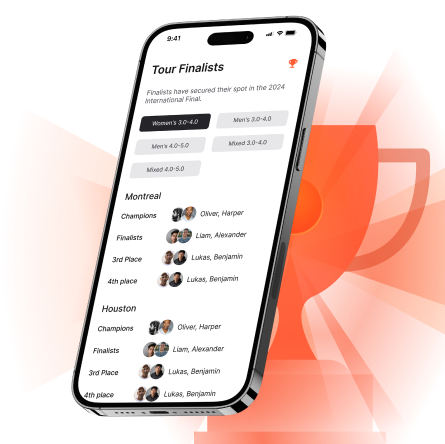 9:41
Tour Finalists
Finalists have secured their spot in the 2024
International Final.
Women's 3.0-4.0
Men's 3.0-4.0
Men's 4.0-5.0
Mixed 3.0-4.0
Mixed 4.0-5.0
Montreal
Champions Oliver, Harper
Finalists Liam, Alexander
3rd Place Lukas, Benjamin
4th place Lukas, Benjamin
Houston
Champions Oliver, Harper
Finalists Liam, Alexander
3rd Place Lukas, Benjamin
4th place Lukas, Benjamin